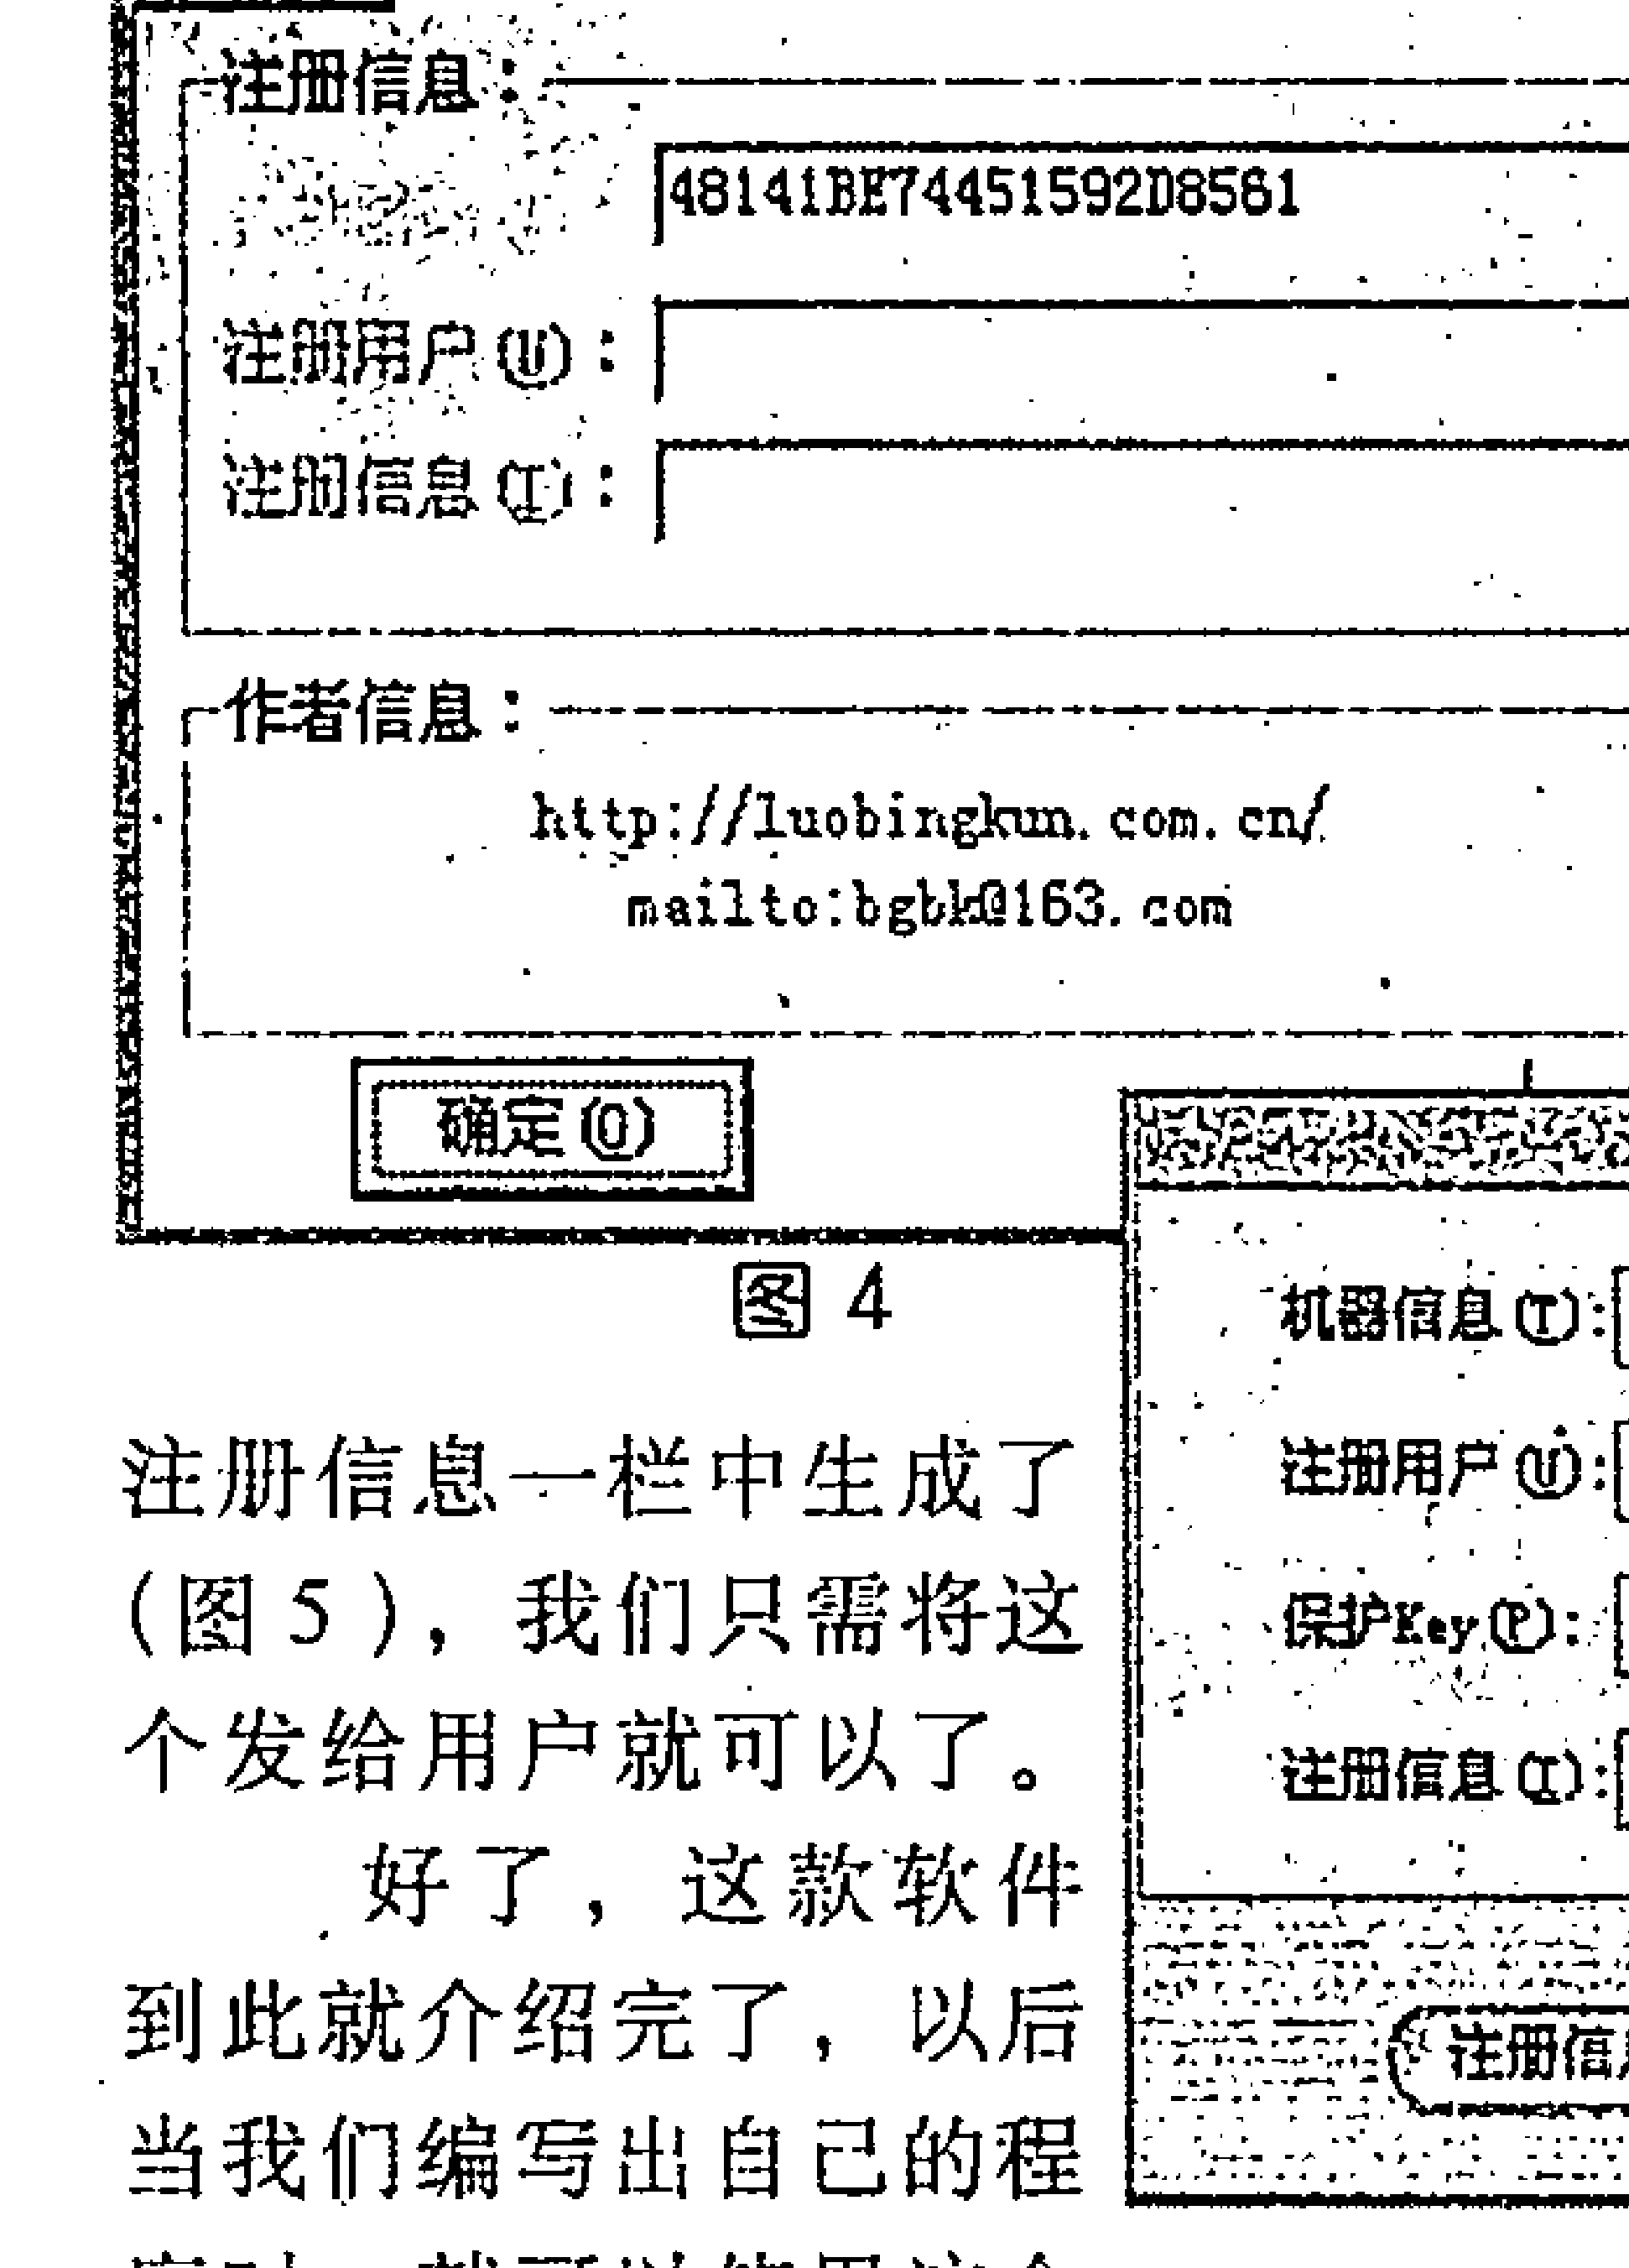 注册信息：
48141BE74451592D8581
注册用户(U)：
注册信息(I)：
作者信息：
http://luobingkun.com.cn/
mailto:bgbk@163.com
确定(O)
图 4
机器信息(T):
注册用户(U):
保护Key(P):
注册信息(I):
注册信息
注册信息一栏中生成了
(图 5 )，我们只需将这
个发给用户就可以了。
好了，这款软件
到此就介绍完了，以后
当我们编写出自己的程